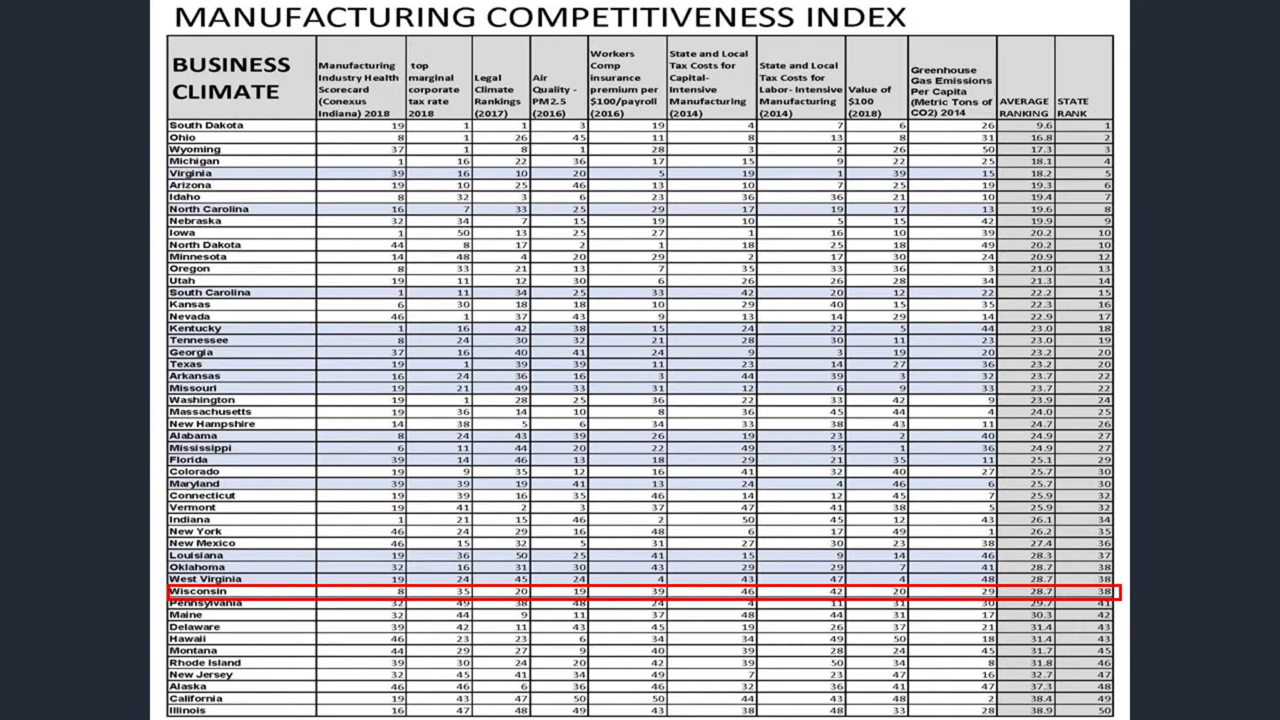 MANUFACTURING COMPETITIVENESS INDEX
BUSINESS CLIMATE Manufacturing Industry Health Scorecard (Conexus Indiana) 2018 top marginal corporate tax rate 2018 Legal Climate Rankings (2017) Air Quality - PM2.5 (2016) Workers Comp insurance premium per $100/payroll (2016) State and Local Tax Costs for Capital-Intensive Manufacturing (2014) State and Local Tax Costs for Labor- Intensive Manufacturing (2014) Value of $100 (2018) Greenhouse Gas Emissions Per Capita (Metric Tons of CO2) 2014 AVERAGE RANKING STATE RANK
South Dakota 19 1 1 3 19 4 7 6 26 9.6 1
Ohio 8 1 26 45 11 8 13 8 31 16.8 2
Wyoming 37 1 8 1 28 3 2 26 50 17.3 3
Michigan 1 16 22 36 17 15 9 22 25 18.1 4
Virginia 39 16 10 20 5 19 1 39 15 18.2 5
Arizona 19 10 25 46 13 10 7 25 19 19.3 6
Idaho 8 32 3 6 23 36 36 21 10 19.4 7
North Carolina 16 7 33 25 29 17 19 17 13 19.6 8
Nebraska 32 34 7 15 19 10 5 15 42 19.9 9
Iowa 1 50 13 25 27 1 16 10 39 20.2 10
North Dakota 44 8 17 2 1 18 25 18 49 20.2 10
Minnesota 14 48 4 20 29 2 17 30 24 20.9 12
Oregon 8 33 21 13 7 35 33 36 3 21.0 13
Utah 19 11 12 30 6 26 26 28 34 21.3 14
South Carolina 1 11 34 25 33 42 20 12 22 22.2 15
Kansas 6 30 18 18 10 29 40 15 35 22.3 16
Nevada 46 1 37 43 9 13 14 29 14 22.9 17
Kentucky 1 16 42 38 15 24 22 5 44 23.0 18
Tennessee 8 24 30 32 21 28 30 11 23 23.0 19
Georgia 37 16 40 41 24 9 3 19 20 23.2 20
Texas 19 1 39 39 11 23 14 27 36 23.2 20
Arkansas 16 24 36 16 3 44 39 3 32 23.7 22
Missouri 19 21 49 33 31 12 6 9 33 23.7 22
Washington 19 1 28 25 36 22 33 42 9 23.9 24
Massachusetts 19 36 14 10 8 36 45 44 4 24.0 25
New Hampshire 14 38 5 6 34 33 38 43 11 24.7 26
Alabama 8 24 43 39 26 19 23 2 40 24.9 27
Mississippi 6 11 44 20 22 49 35 1 36 24.9 27
Florida 39 14 46 13 18 29 21 35 11 25.1 29
Colorado 19 9 35 12 16 41 32 40 27 25.7 30
Maryland 39 39 19 41 13 24 4 46 6 25.7 30
Connecticut 19 39 16 35 46 14 12 45 7 25.9 32
Vermont 19 41 2 3 37 47 41 38 5 25.9 32
Indiana 1 21 15 46 2 50 45 12 43 26.1 34
New York 46 24 29 16 48 6 17 49 1 26.2 35
New Mexico 46 15 32 5 31 27 30 23 38 27.4 36
Louisiana 19 36 50 25 41 15 9 14 46 28.3 37
Oklahoma 32 16 31 30 43 29 29 7 41 28.7 38
West Virginia 19 24 45 24 4 43 47 4 48 28.7 38
Wisconsin 8 35 20 19 39 46 42 20 29 28.7 38
Pennsylvania 32 49 38 48 24 4 11 31 30 29.7 41
Maine 32 44 9 11 37 48 44 31 17 30.3 42
Delaware 39 42 11 43 45 19 26 37 21 31.4 43
Hawaii 46 23 23 6 34 34 49 50 18 31.4 43
Montana 44 29 27 9 40 39 28 24 45 31.7 45
Rhode Island 39 30 24 20 42 39 50 34 8 31.8 46
New Jersey 32 45 41 34 49 7 23 47 16 32.7 47
Alaska 46 46 6 36 46 32 36 41 47 37.3 48
California 19 43 47 50 50 44 43 48 2 38.4 49
Illinois 16 47 48 49 43 38 48 33 28 38.9 50